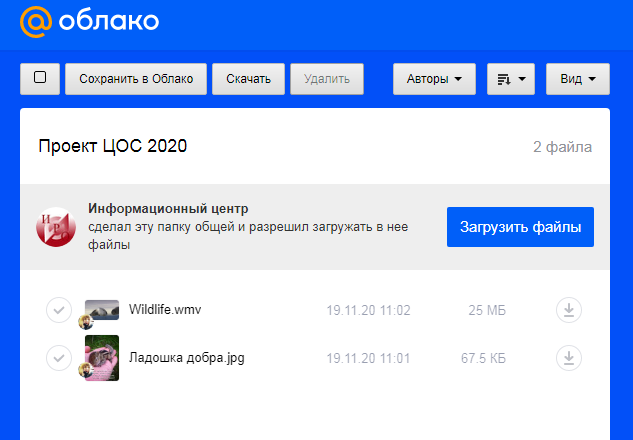 облако
Сохранить в Облако
Скачать
Удалить
Авторы
Вид
Проект ЦОС 2020
2 файла
Информационный центр
сделал эту папку общей и разрешил загружать в нее
файлы
Загрузить файлы
Wildlife.wmv 19.11.20 11:02 25 МБ
Ладошка добра.jpg 19.11.20 11:01 67.5 КБ